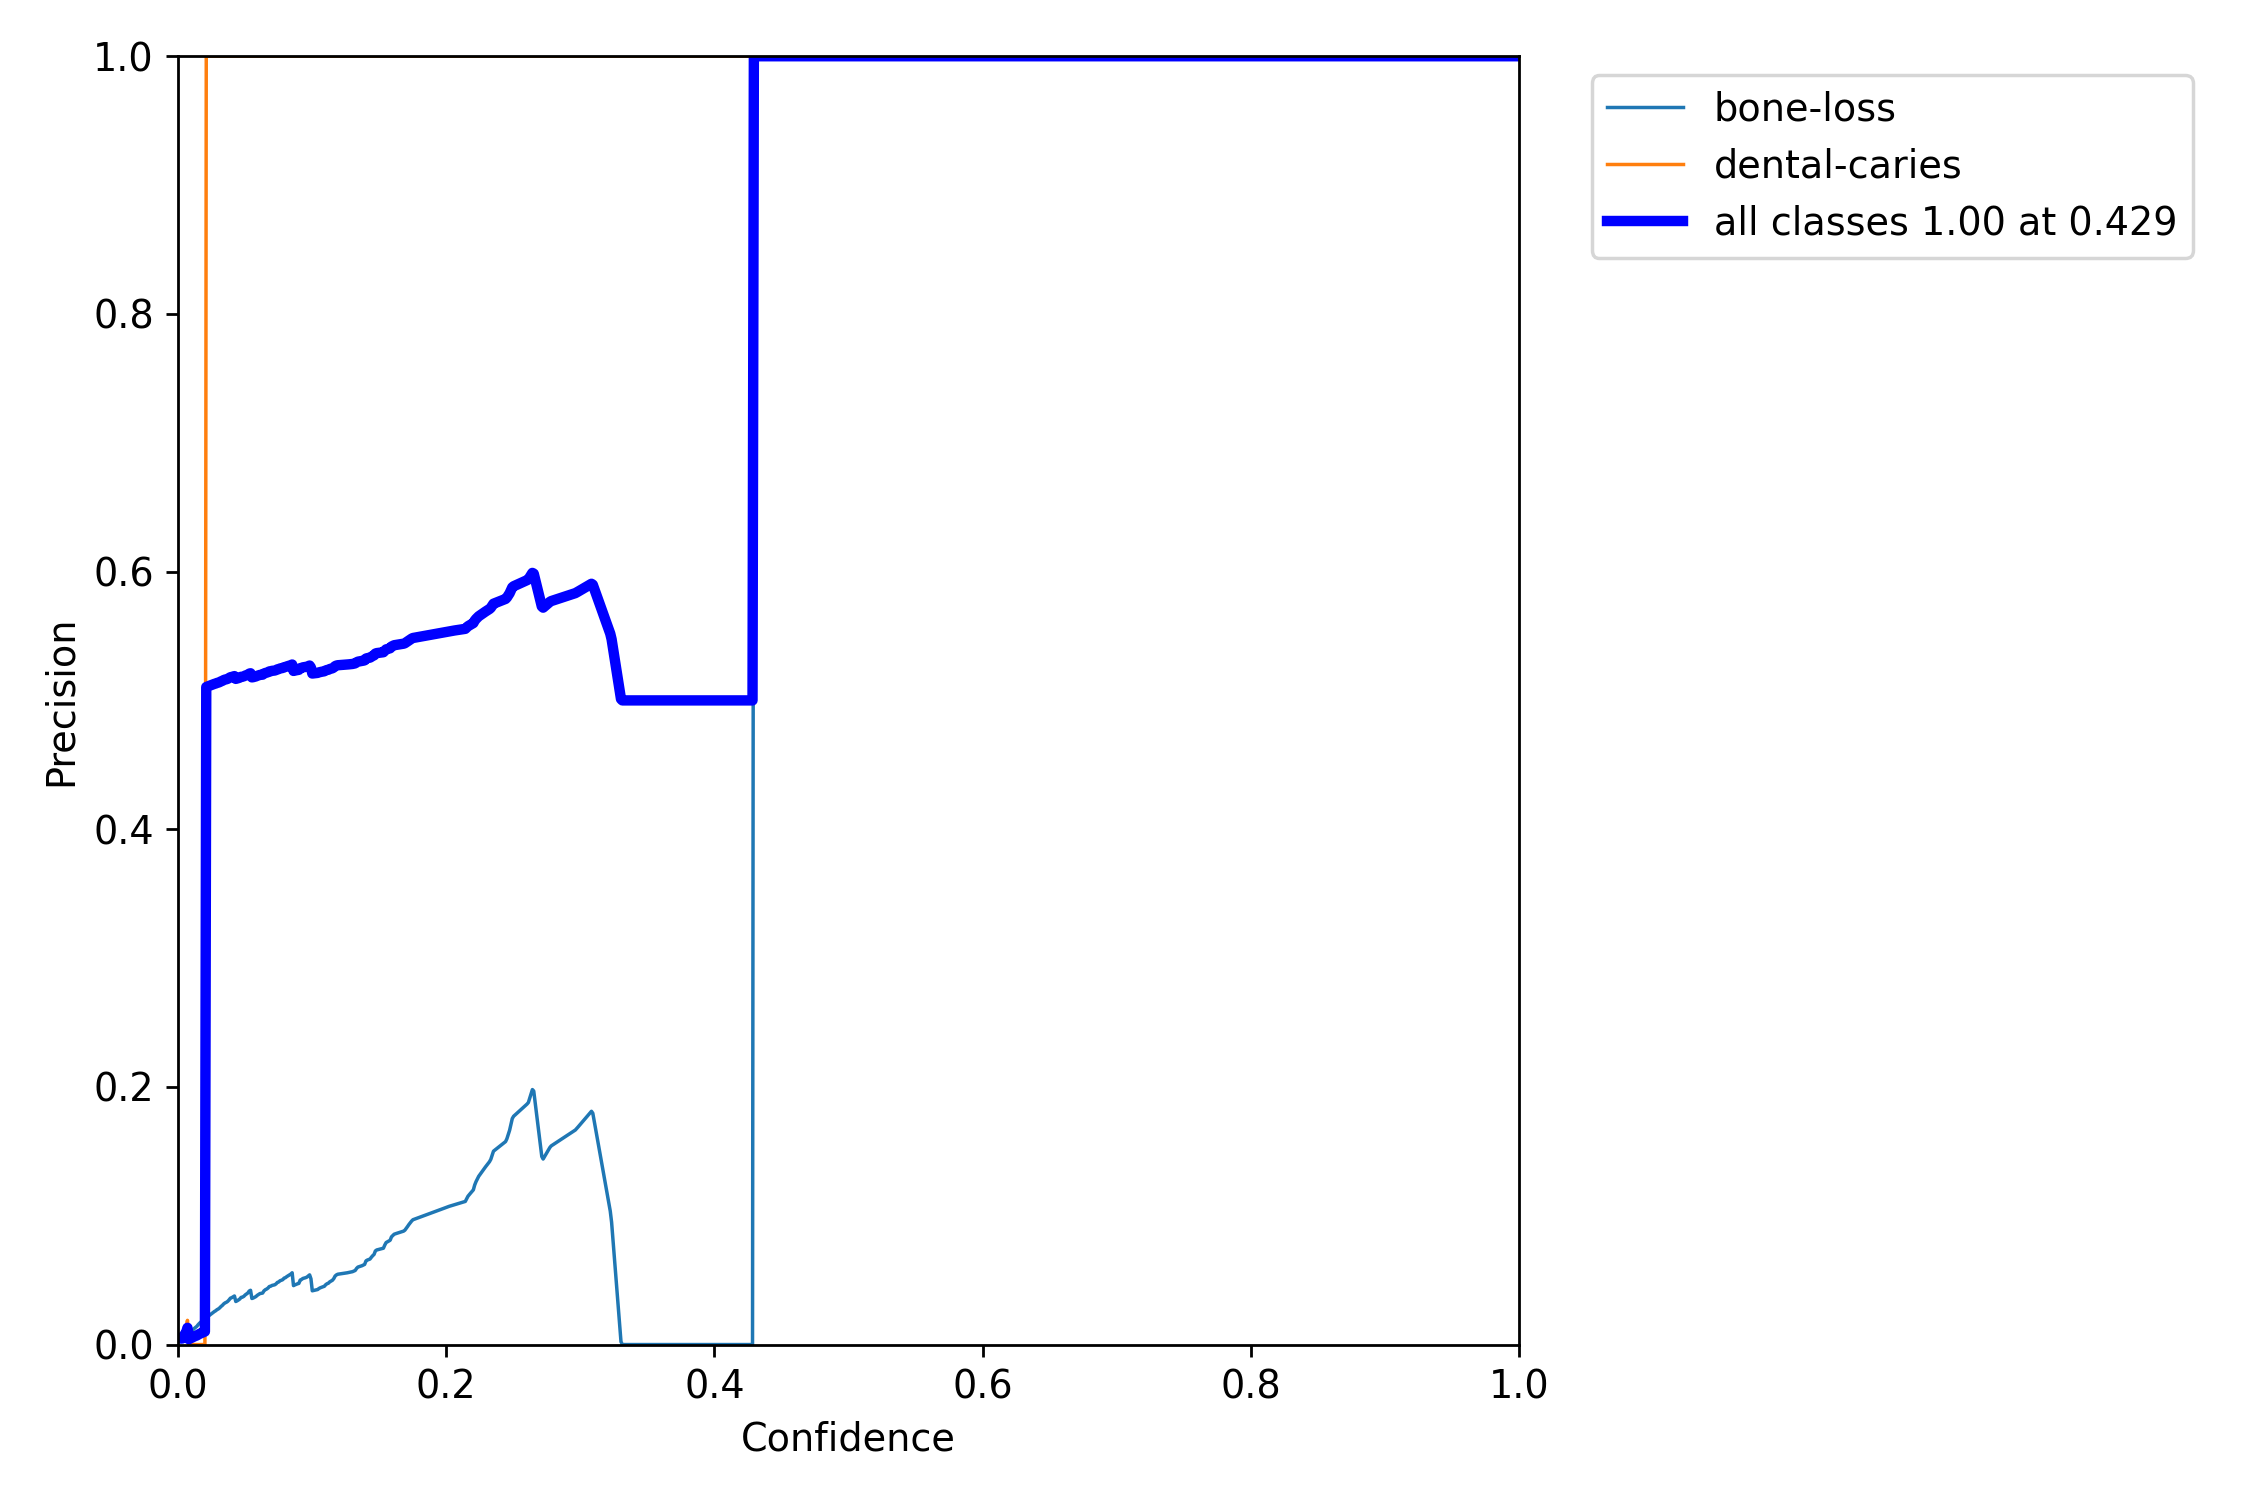 1.0
0.8
0.6
0.4
0.2
0.0
Precision
0.0 0.2 0.4 0.6 0.8 1.0
Confidence
bone-loss
dental-caries
all classes 1.00 at 0.429